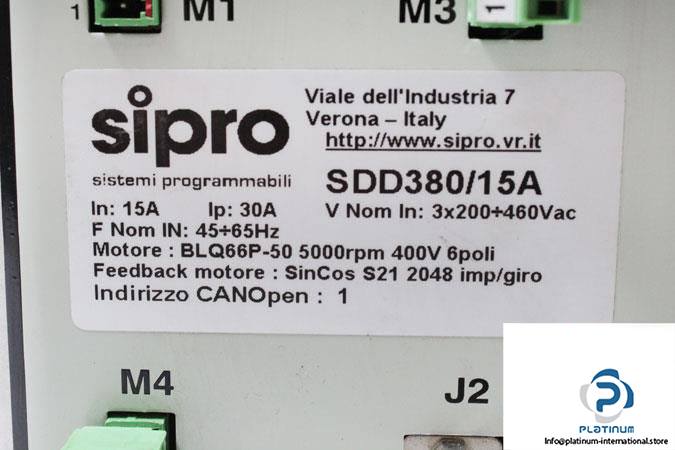 1
M1
M3
sipro
sistemi programmabili
Viale dell'Industria 7
Verona – Italy
http://www.sipro.vr.it
SDD380/15A
In: 15A Ip: 30A V Nom In: 3x200÷460Vac
F Nom IN: 45÷65Hz
Motore : BLQ66P-50 5000rpm 400V 6poli
Feedback motore : SinCos S21 2048 imp/giro
Indirizzo CANOpen : 1
M4
J2
PLATINUM
Info@platinum-international.store